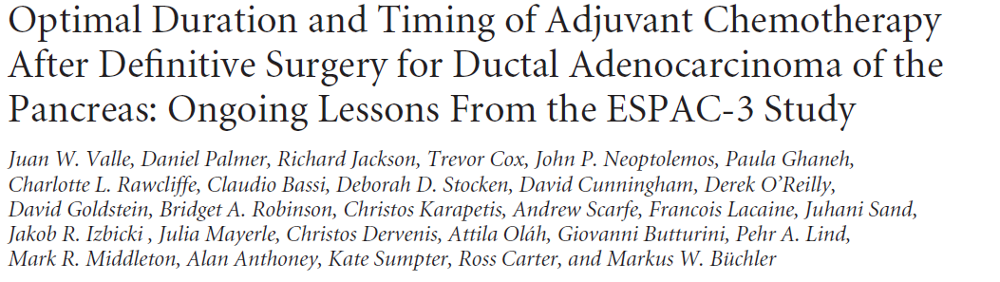 Optimal Duration and Timing of Adjuvant Chemotherapy
After Definitive Surgery for Ductal Adenocarcinoma of the
Pancreas: Ongoing Lessons From the ESPAC-3 Study
Juan W. Valle, Daniel Palmer, Richard Jackson, Trevor Cox, John P. Neoptolemos, Paula Ghaneh,
Charlotte L. Rawcliffe, Claudio Bassi, Deborah D. Stocken, David Cunningham, Derek O’Reilly,
David Goldstein, Bridget A. Robinson, Christos Karapetis, Andrew Scarfe, Francois Lacaine, Juhani Sand,
Jakob R. Izbicki , Julia Mayerle, Christos Dervenis, Attila Oláh, Giovanni Butturini, Pehr A. Lind,
Mark R. Middleton, Alan Anthoney, Kate Sumpter, Ross Carter, and Markus W. Büchler